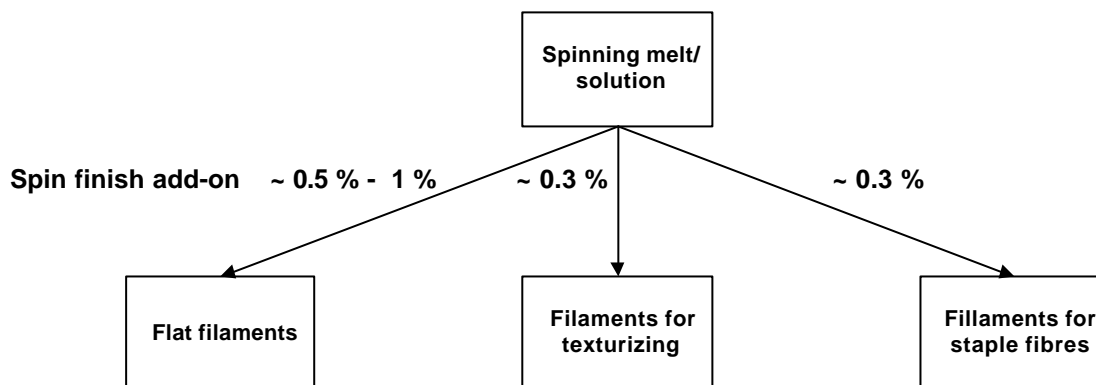 Spinning melt/
solution
Spin finish add-on ~ 0.5 % - 1 % ~ 0.3 % ~ 0.3 %
Flat filaments
Filaments for
texturizing
Fillaments for
staple fibres